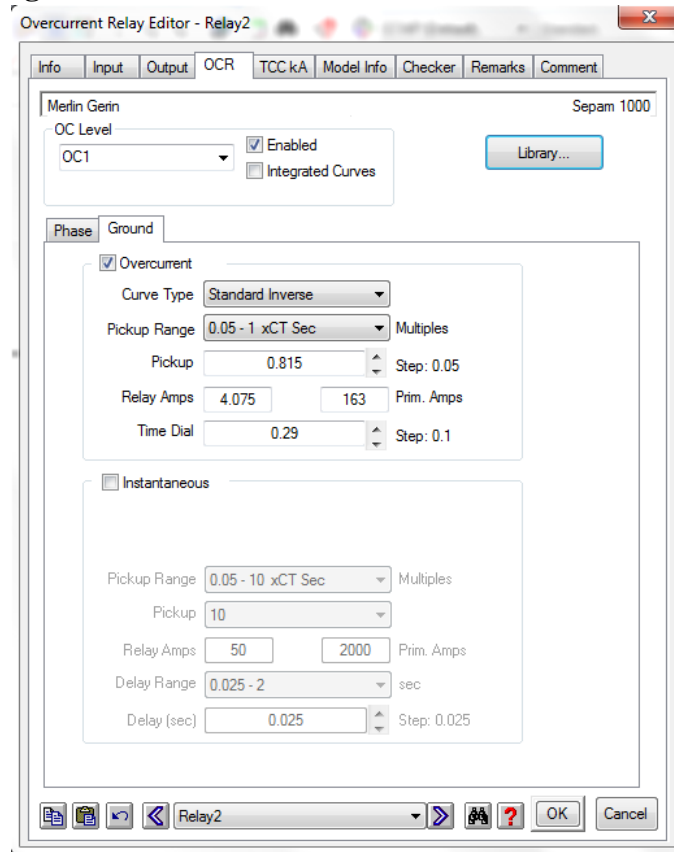 Overcurrent Relay Editor - Relay2
Info Input Output OCR TCC kA Model Info Checker Remarks Comment
Merlin Gerin Sepam 1000
OC Level
OC1 Enabled Library...
Integrated Curves
Phase Ground
Overcurrent
Curve Type Standard Inverse
Pickup Range 0.05 - 1 xCT Sec Multiples
Pickup 0.815 Step: 0.05
Relay Amps 4.075 163 Prim. Amps
Time Dial 0.29 Step: 0.1
Instantaneous
Pickup Range 0.05 - 10 xCT Sec Multiples
Pickup 10
Relay Amps 50 2000 Prim. Amps
Delay Range 0.025 - 2 sec
Delay (sec) 0.025 Step: 0.025
Relay2 ? OK Cancel